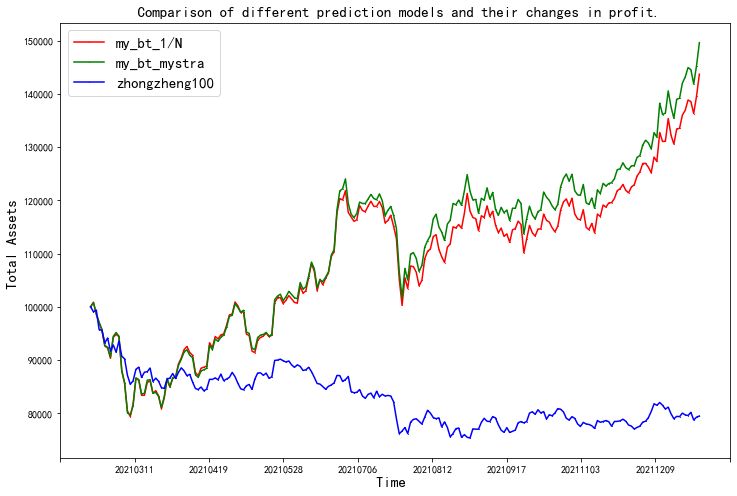 Comparison of different prediction models and their changes in profit.
my_bt_1/N
my_bt_mystra
zhongzheng100
150000
140000
130000
120000
110000
100000
90000
80000
Total Assets
20210311
20210419
20210528
20210706
20210812
20210917
20211103
20211209
Time